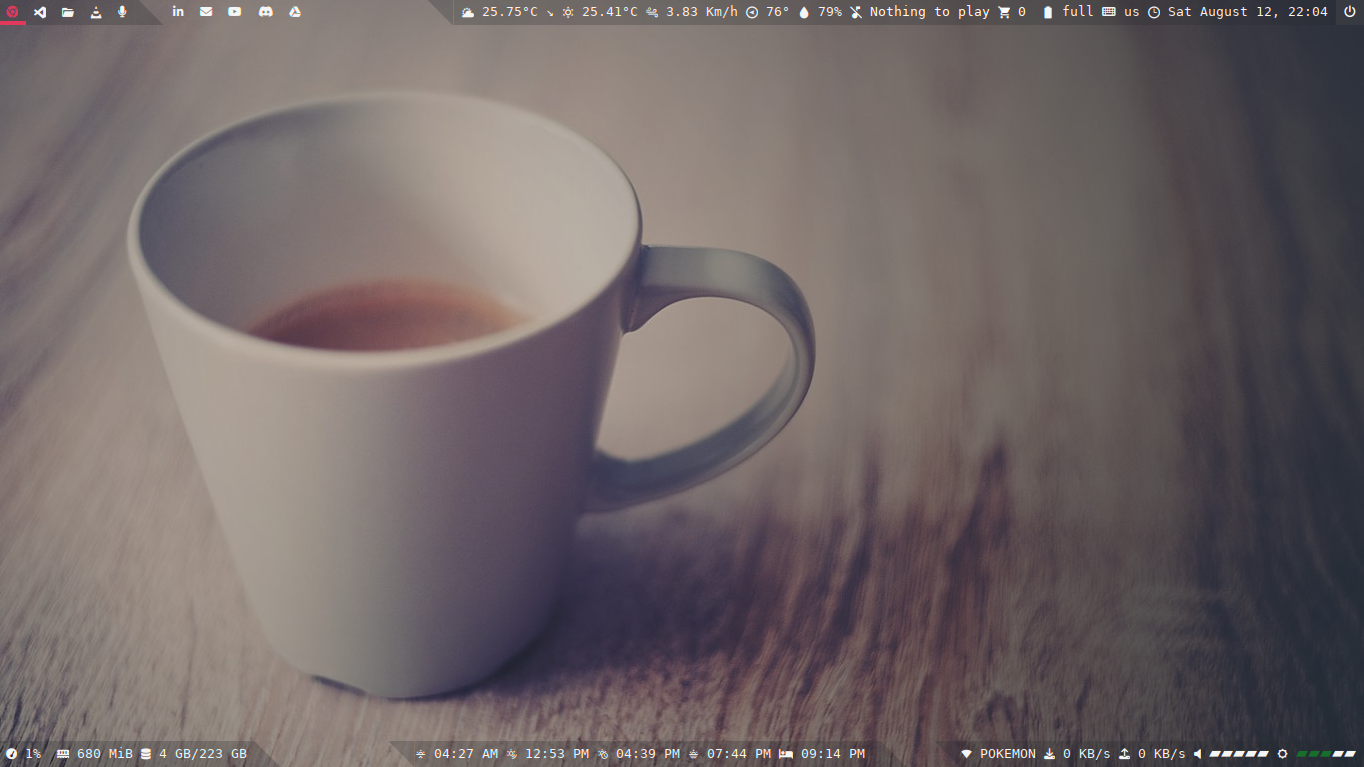 in 25.75°C ↘ 25.41°C 3.83 Km/h 76° 79% Nothing to play 0 full us Sat August 12, 22:04
1% 680 MiB 4 GB/223 GB 04:27 AM 12:53 PM 04:39 PM 07:44 PM 09:14 PM POKEMON 0 KB/s 0 KB/s